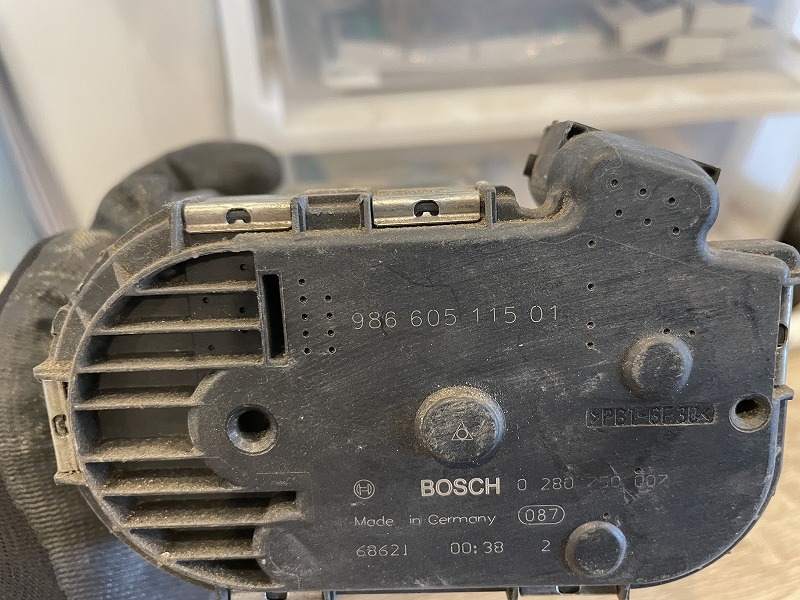 986 605 115 01
>PBT-GF30<
BOSCH 0 280 750 007
Made in Germany 087
68621 00:38 2